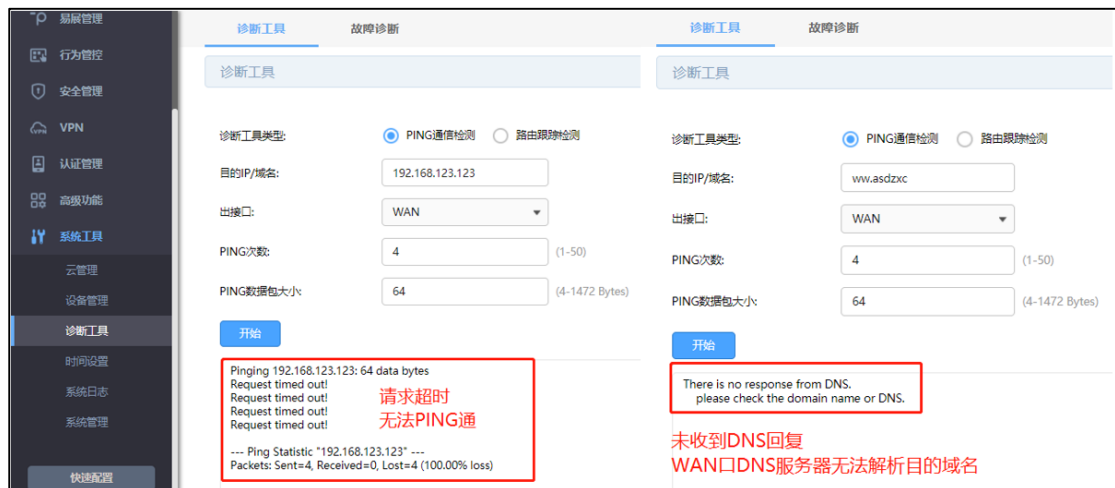 易展管理
行为管控
安全管理
VPN
认证管理
高级功能
系统工具
云管理
设备管理
诊断工具
时间设置
系统日志
系统管理
快速配置
诊断工具 故障诊断
诊断工具
诊断工具类型: PING通信检测 路由跟踪检测
目的IP/域名: 192.168.123.123
出接口: WAN
PING次数: 4 (1-50)
PING数据包大小: 64 (4-1472 Bytes)
开始
Pinging 192.168.123.123: 64 data bytes
Request timed out!
Request timed out!
Request timed out!
Request timed out!
请求超时
无法PING通
--- Ping Statistic "192.168.123.123" ---
Packets: Sent=4, Received=0, Lost=4 (100.00% loss)
诊断工具 故障诊断
诊断工具
诊断工具类型: PING通信检测 路由跟踪检测
目的IP/域名: ww.asdzxc
出接口: WAN
PING次数: 4 (1-50)
PING数据包大小: 64 (4-1472 Bytes)
开始
There is no response from DNS.
please check the domain name or DNS.
未收到DNS回复
WAN口DNS服务器无法解析目的域名